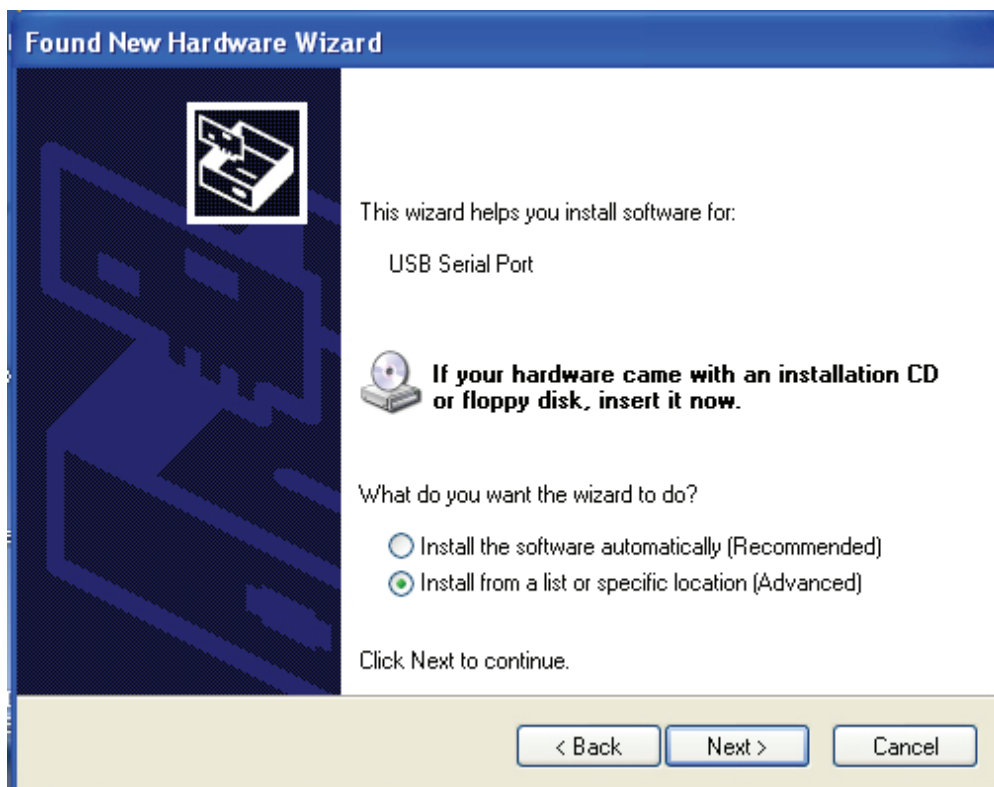 Found New Hardware Wizard
This wizard helps you install software for:
USB Serial Port
If your hardware came with an installation CD
or floppy disk, insert it now.
What do you want the wizard to do?
Install the software automatically (Recommended)
Install from a list or specific location (Advanced)
Click Next to continue.
< Back Next > Cancel